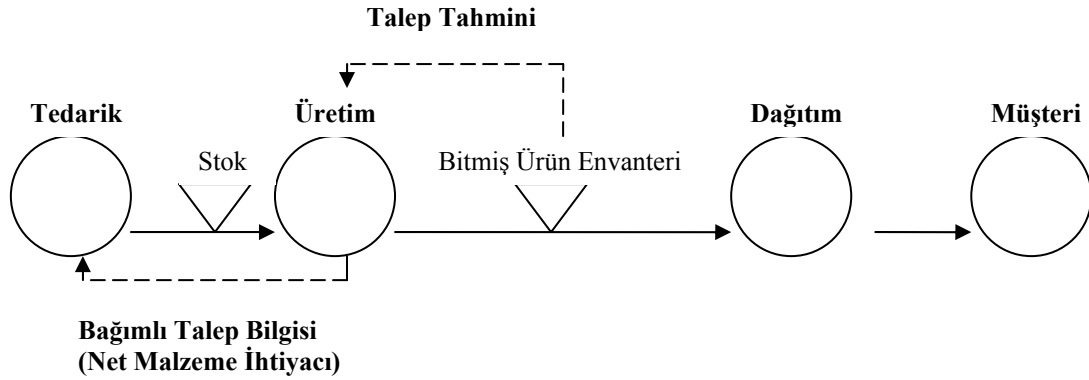 Talep Tahmini
Tedarik Üretim Dağıtım Müşteri
Stok Bitmiş Ürün Envanteri
Bağımlı Talep Bilgisi
(Net Malzeme İhtiyacı)